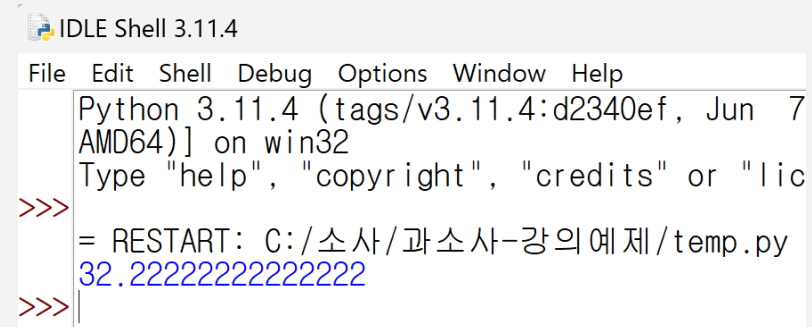 IDLE Shell 3.11.4
File Edit Shell Debug Options Window Help
Python 3.11.4 (tags/v3.11.4:d2340ef, Jun 7
AMD64)] on win32
Type "help", "copyright", "credits" or "lic
>>>
= RESTART: C:/소사/과소사-강의예제/temp.py
32.22222222222222
>>>